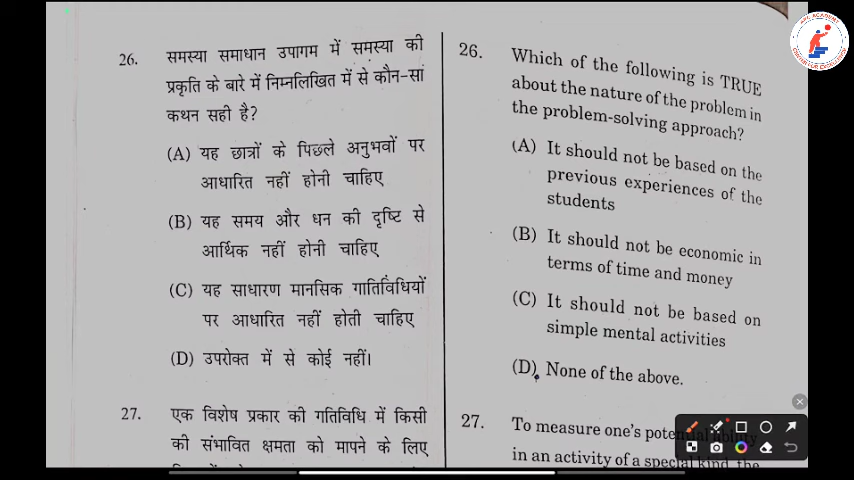 26. समस्या समाधान उपागम में समस्या की
प्रकृति के बारे में निम्नलिखित में से कौन-सा
कथन सही है?
(A) यह छात्रों के पिछले अनुभवों पर
आधारित नहीं होनी चाहिए
(B) यह समय और धन की दृष्टि से
आर्थिक नहीं होनी चाहिए
(C) यह साधारण मानसिक गातिविधियों
पर आधारित नहीं होती चाहिए
(D) उपरोक्त में से कोई नहीं।
27. एक विशेष प्रकार की गतिविधि में किसी
की संभावित क्षमता को मापने के लिए
26. Which of the following is TRUE
about the nature of the problem in
the problem-solving approach?
(A) It should not be based on the
previous experiences of the
students
(B) It should not be economic in
terms of time and money
(C) It should not be based on
simple mental activities
(D) None of the above.
27. To measure one's potential ability
in an activity of a special kind, the